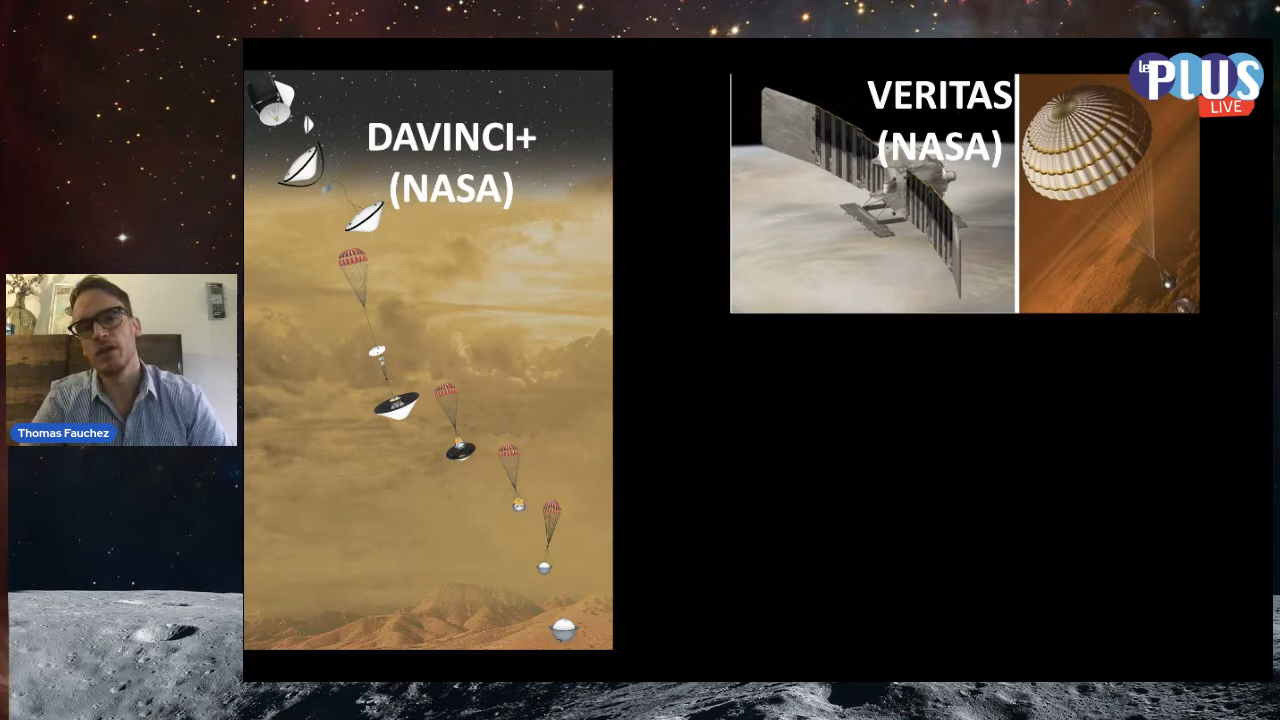 DAVINCI+
(NASA)
VERITAS
(NASA)
Le PLUS
LIVE
Thomas Fauchez